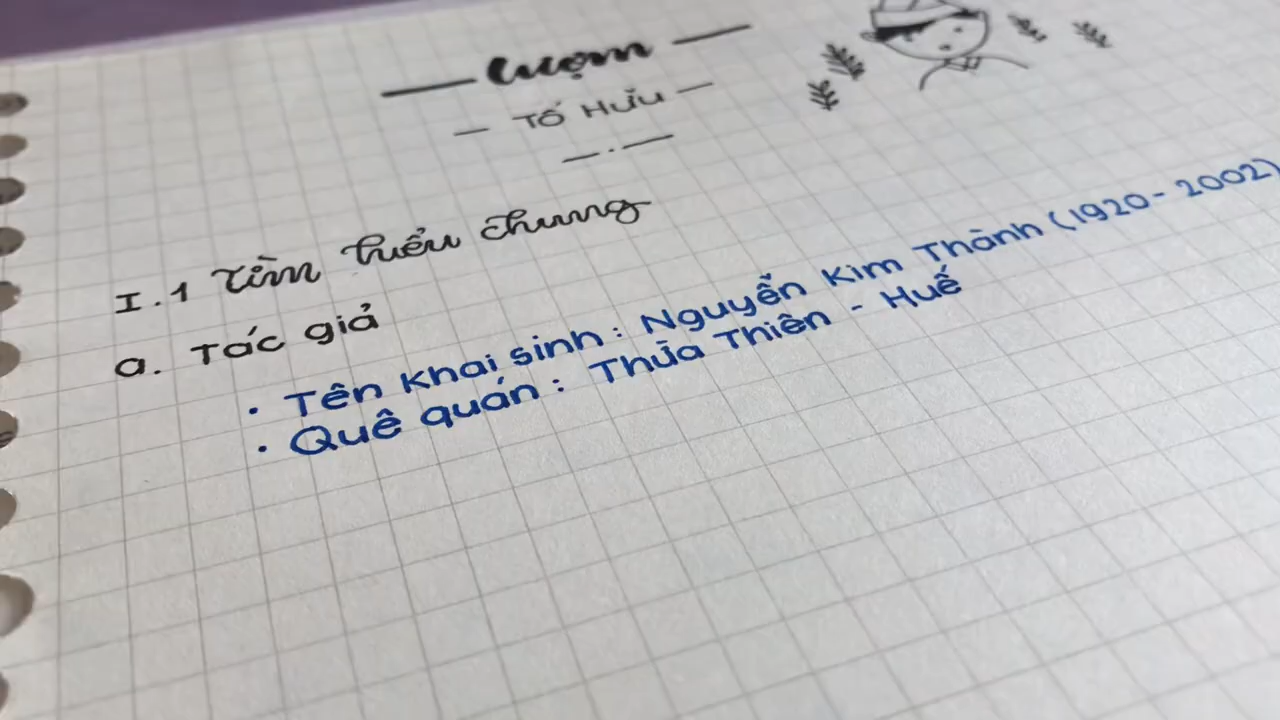 — Lượm —
— Tố Hữu —
— . —
I.1 Tìm hiểu chung
a. Tác giả
• Tên khai sinh: Nguyễn Kim Thành (1920 - 2002)
• Quê quán: Thừa Thiên - Huế